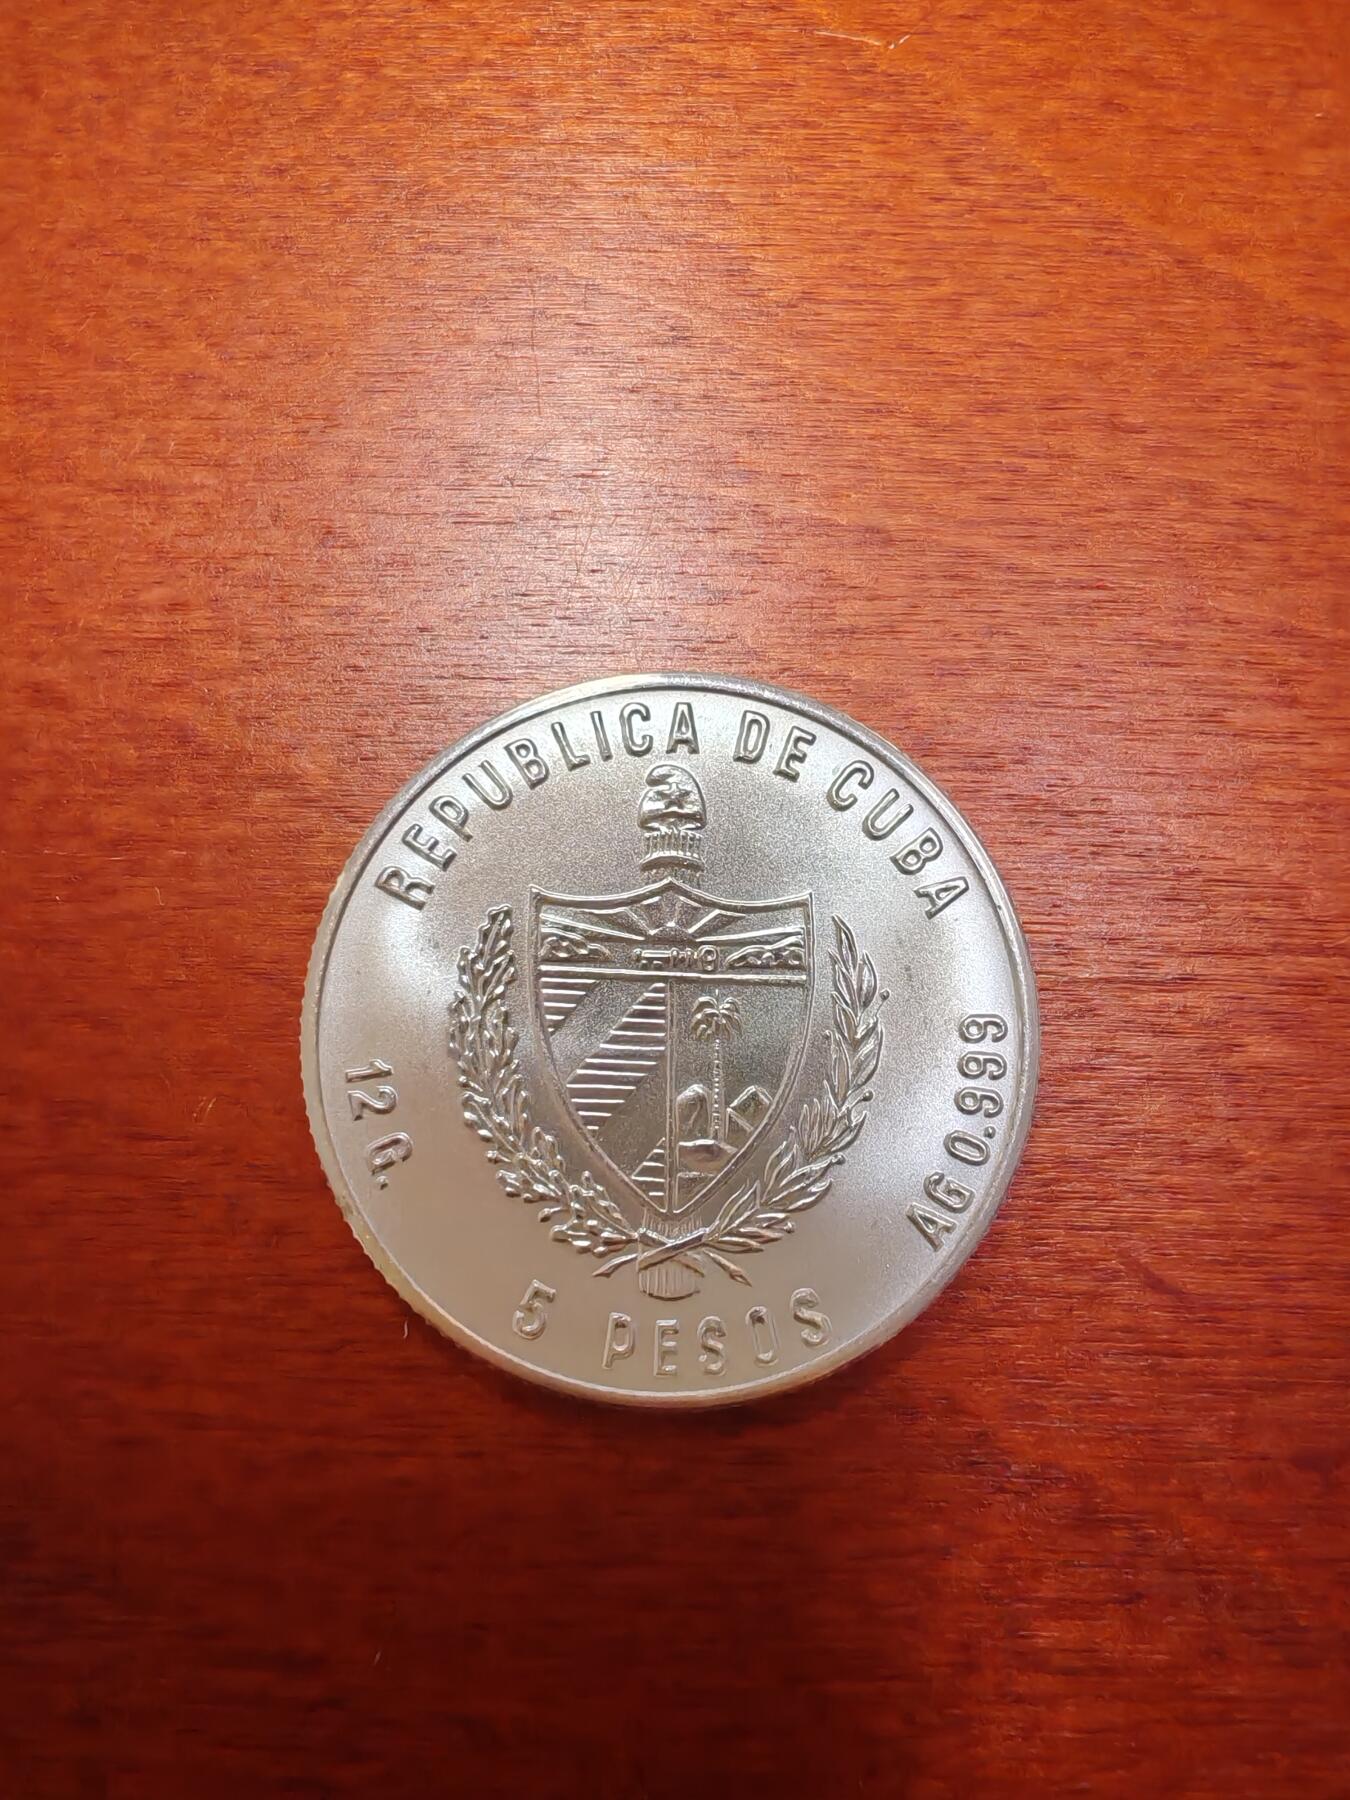 REPUBLICA DE CUBA
12 G.
AG 0.999
5 PESOS